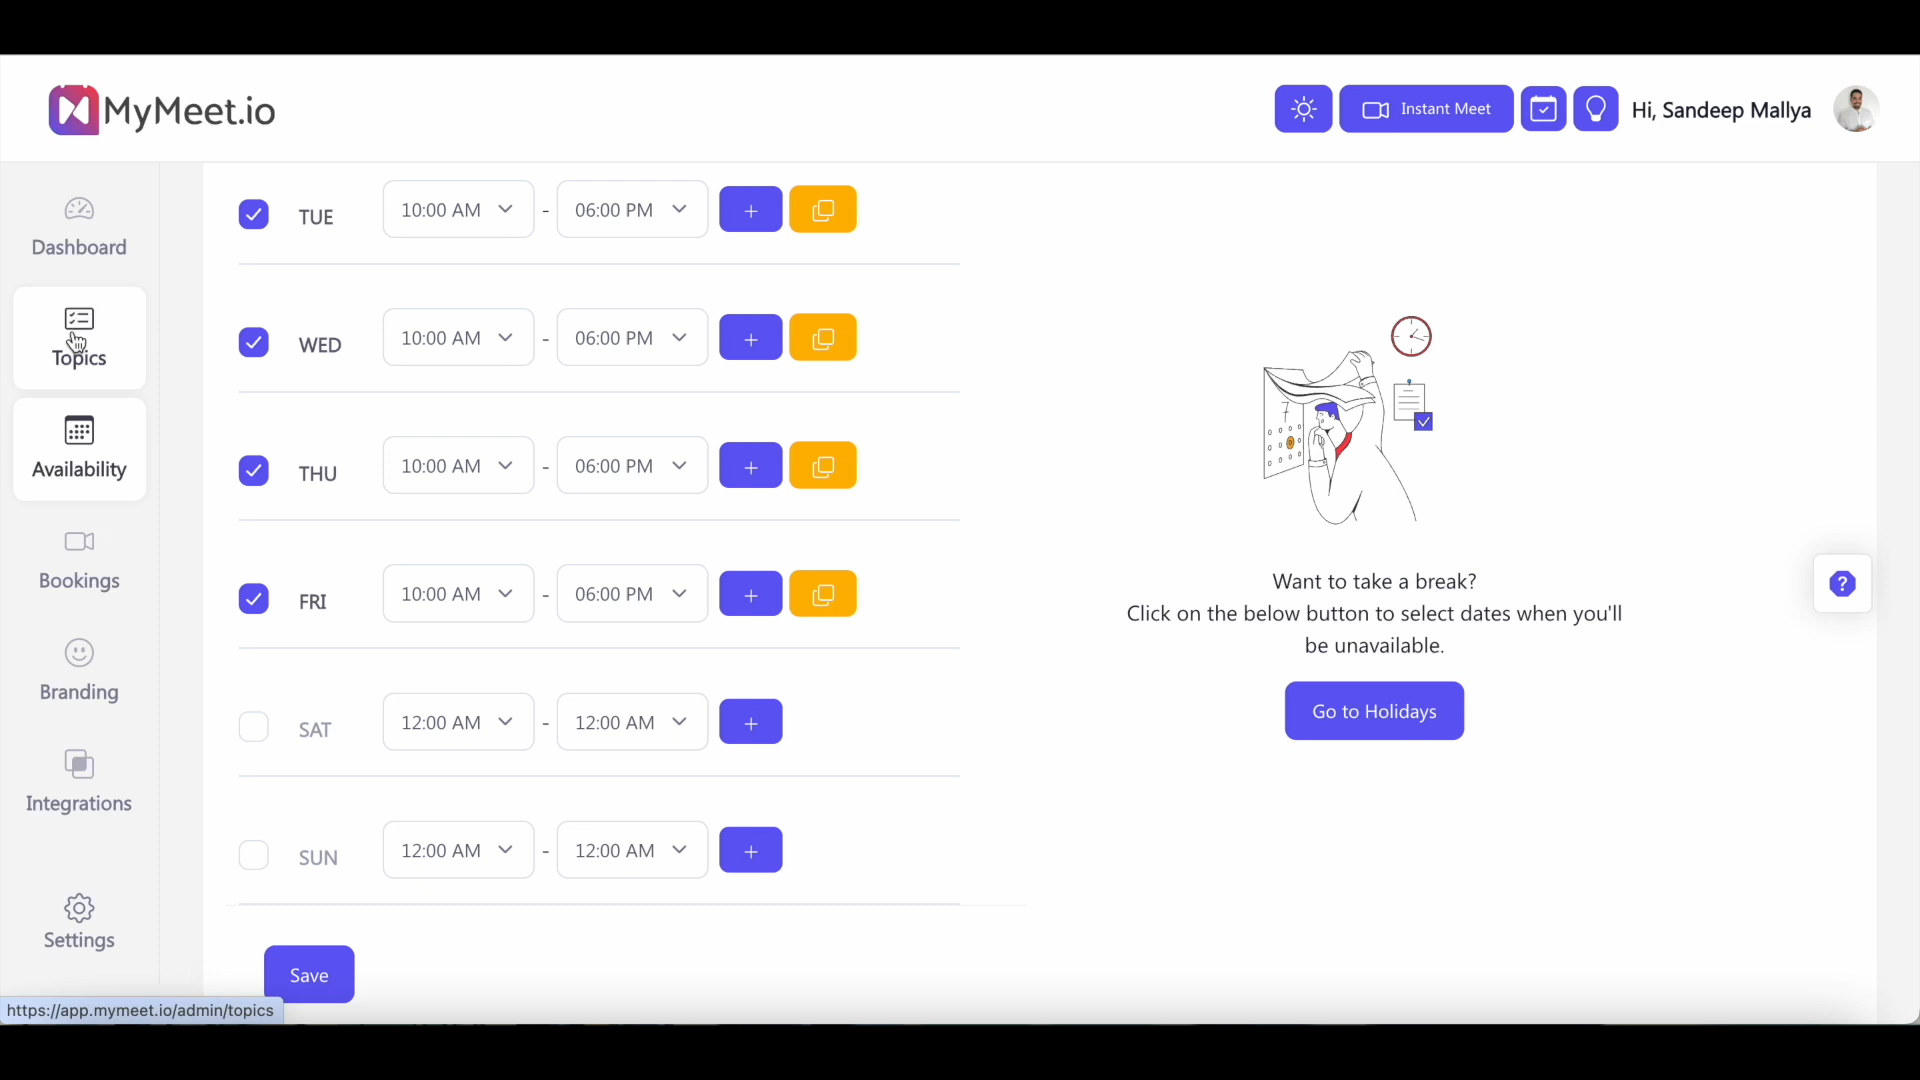 MyMeet.io
Instant Meet
Hi, Sandeep Mallya
Dashboard
Topics
Availability
Bookings
Branding
Integrations
Settings
TUE 10:00 AM - 06:00 PM +
WED 10:00 AM - 06:00 PM +
THU 10:00 AM - 06:00 PM +
FRI 10:00 AM - 06:00 PM +
SAT 12:00 AM - 12:00 AM +
SUN 12:00 AM - 12:00 AM +
Save
Want to take a break?
Click on the below button to select dates when you'll
be unavailable.
Go to Holidays
?
https://app.mymeet.io/admin/topics